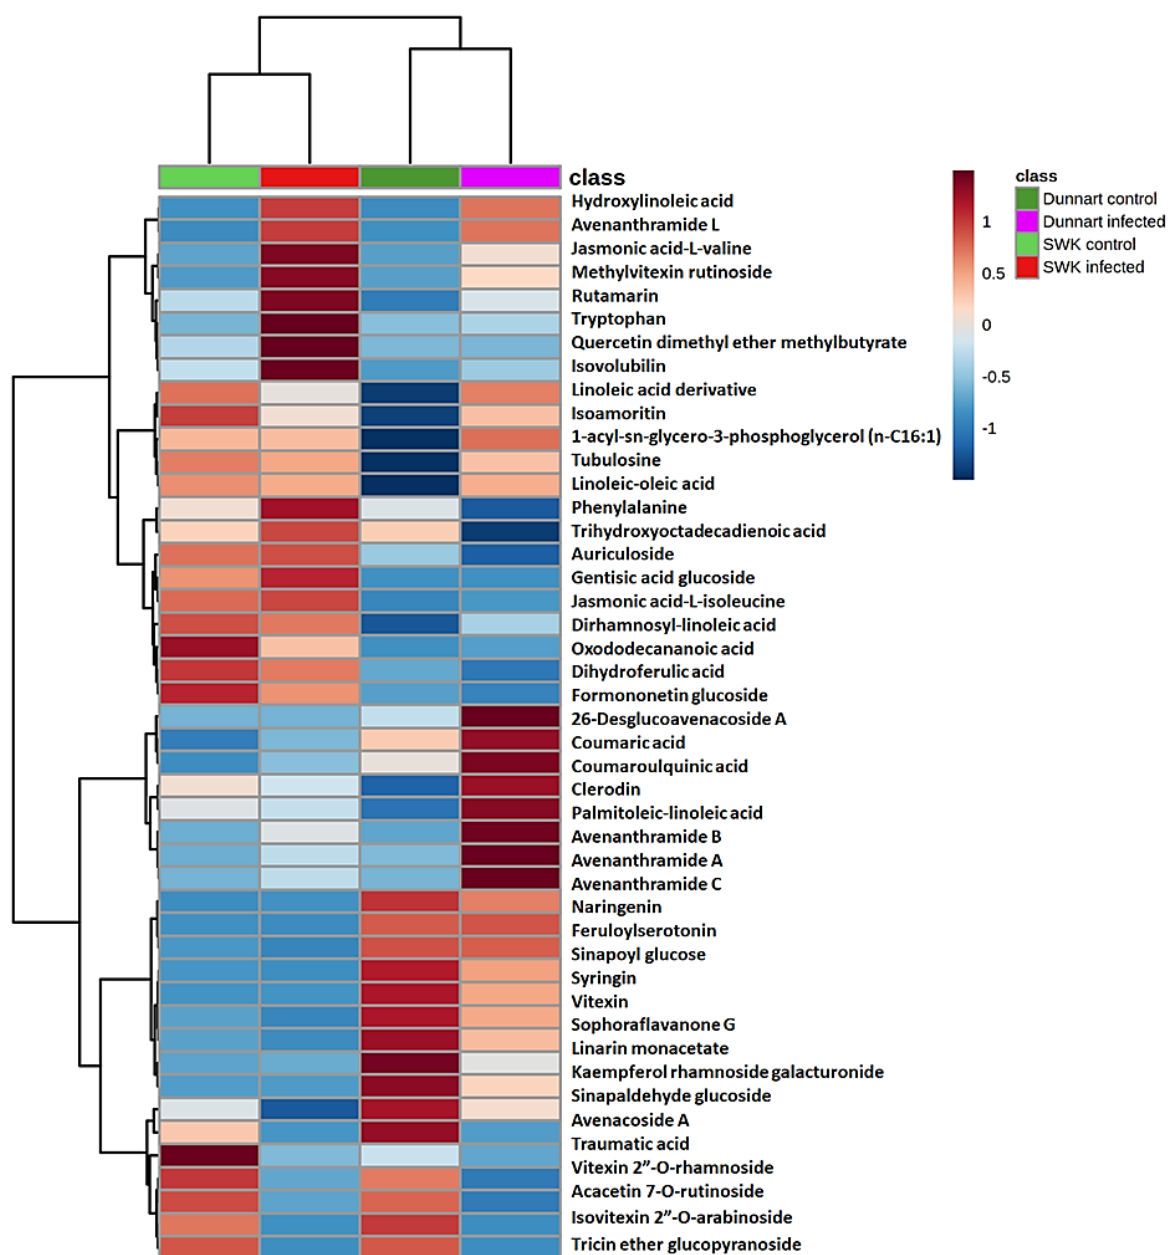 class
Hydroxylinoleic acid
Avenanthramide L
Jasmonic acid-L-valine
Methylvitexin rutinoside
Rutamarin
Tryptophan
Quercetin dimethyl ether methylbutyrate
Isovolubilin
Linoleic acid derivative
Isoamoritin
1-acyl-sn-glycero-3-phosphoglycerol (n-C16:1)
Tubulosine
Linoleic-oleic acid
Phenylalanine
Trihydroxyoctadecadienoic acid
Auriculoside
Gentisic acid glucoside
Jasmonic acid-L-isoleucine
Dirhamnosyl-linoleic acid
Oxododecananoic acid
Dihydroferulic acid
Formononetin glucoside
26-Desglucoavenacoside A
Coumaric acid
Coumaroulquinic acid
Clerodin
Palmitoleic-linoleic acid
Avenanthramide B
Avenanthramide A
Avenanthramide C
Naringenin
Feruloylserotonin
Sinapoyl glucose
Syringin
Vitexin
Sophoraflavanone G
Linarin monacetate
Kaempferol rhamnoside galacturonide
Sinapaldehyde glucoside
Avenacoside A
Traumatic acid
Vitexin 2”-O-rhamnoside
Acacetin 7-O-rutinoside
Isovitexin 2”-O-arabinoside
Tricin ether glucopyranoside
1
0.5
0
-0.5
-1
class
Dunnart control
Dunnart infected
SWK control
SWK infected